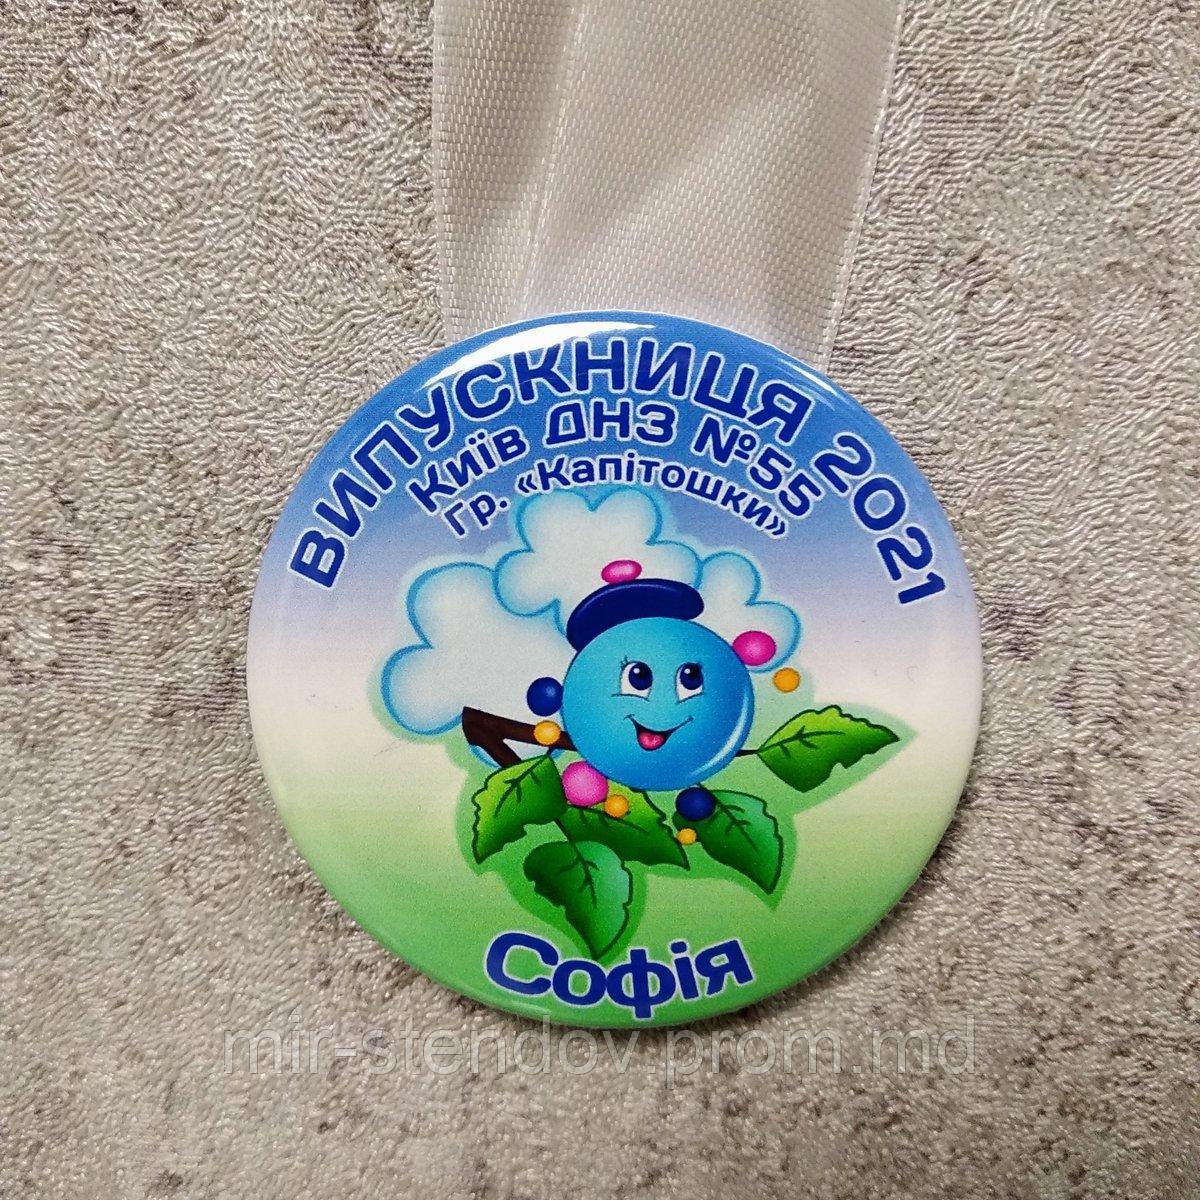 ВИПУСКНИЦЯ 2021
Київ ДНЗ №55
Гр. «Капітошки»
Софія
mir-stendov.prom.md